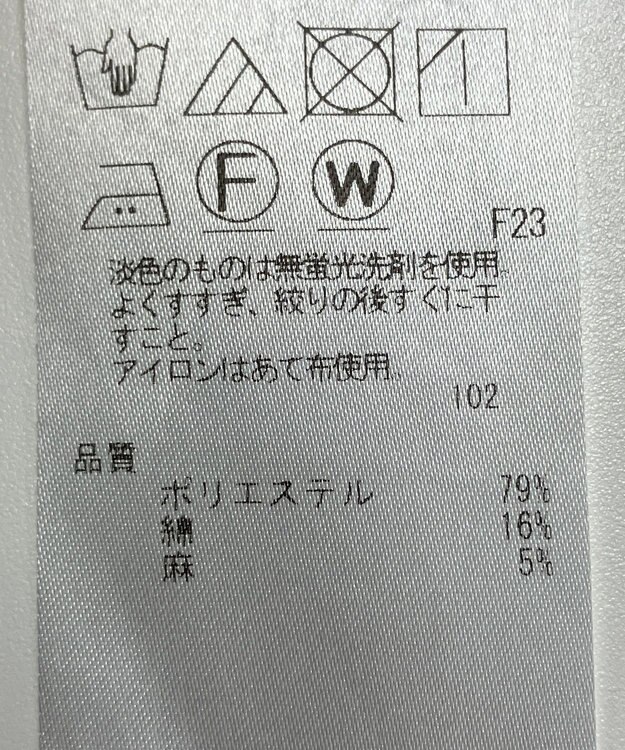 F W
F23
淡色のものは無蛍光洗剤を使用
よくすすぎ、絞りの後すぐに干
すこと。
アイロンはあて布使用
102
品質
ポリエステル 79%
綿 16%
麻 5%